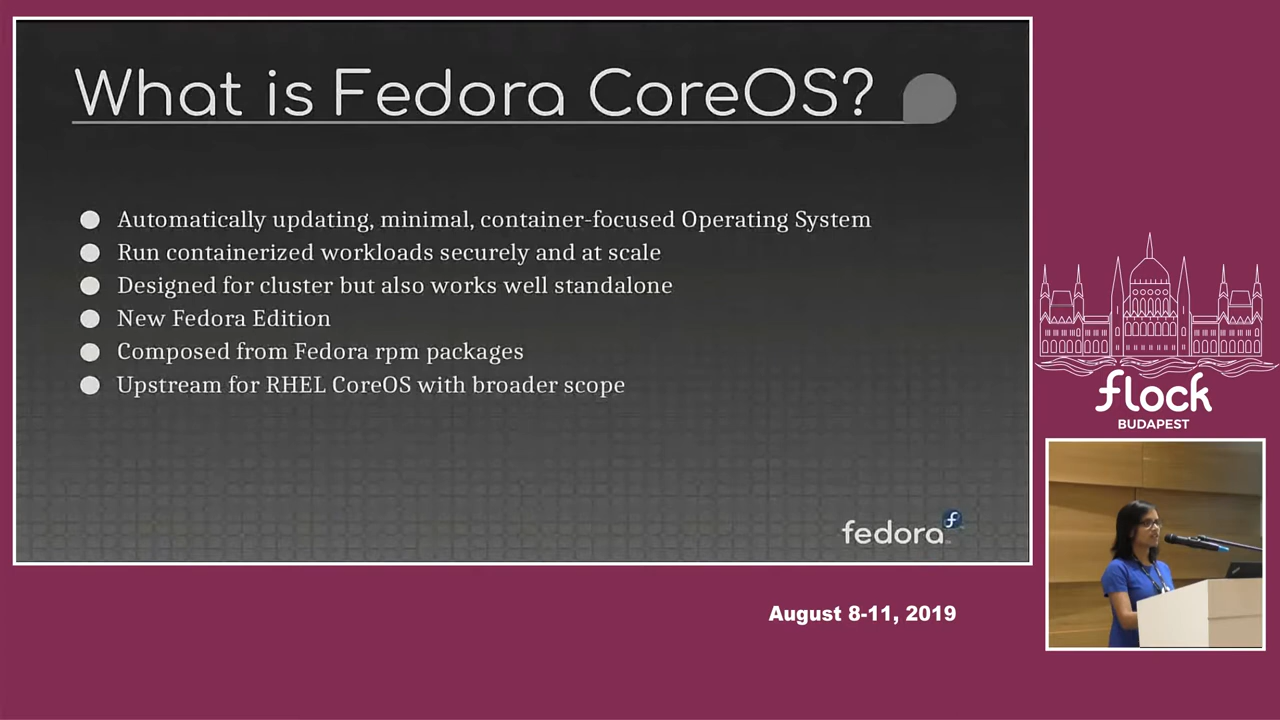 What is Fedora CoreOS?
Automatically updating, minimal, container-focused Operating System
Run containerized workloads securely and at scale
Designed for cluster but also works well standalone
New Fedora Edition
Composed from Fedora rpm packages
Upstream for RHEL CoreOS with broader scope
fedora
flock
BUDAPEST
August 8-11, 2019